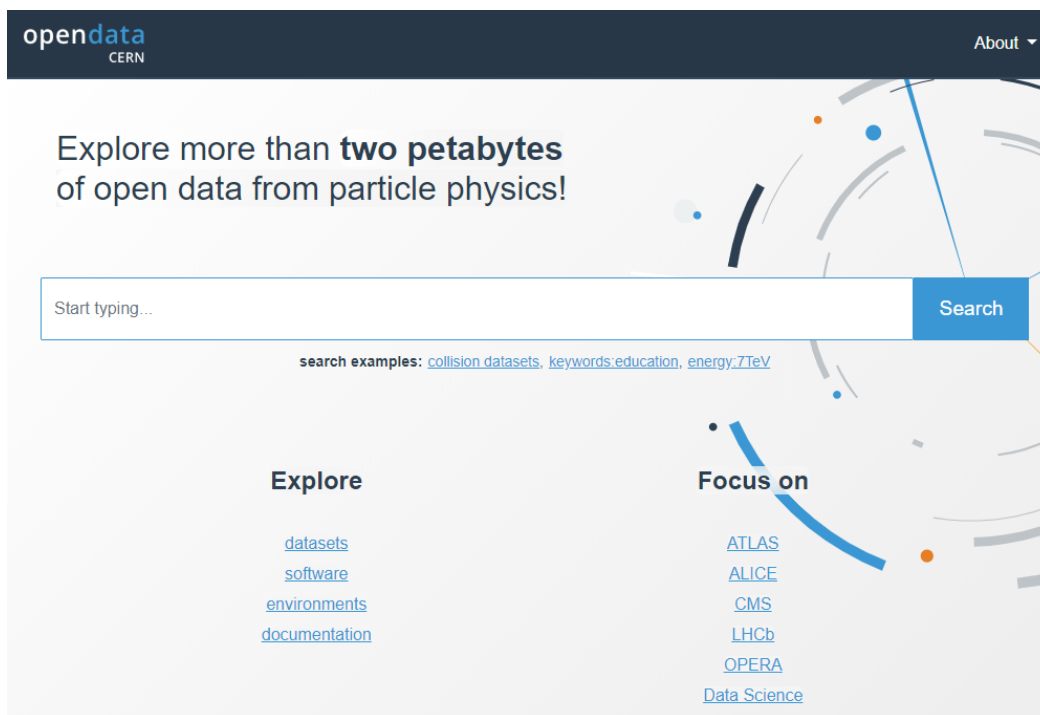 opendata
CERN
About
Explore more than two petabytes
of open data from particle physics!
Start typing...
Search
search examples: collision datasets, keywords:education, energy:7TeV
Explore
datasets
software
environments
documentation
Focus on
ATLAS
ALICE
CMS
LHCb
OPERA
Data Science